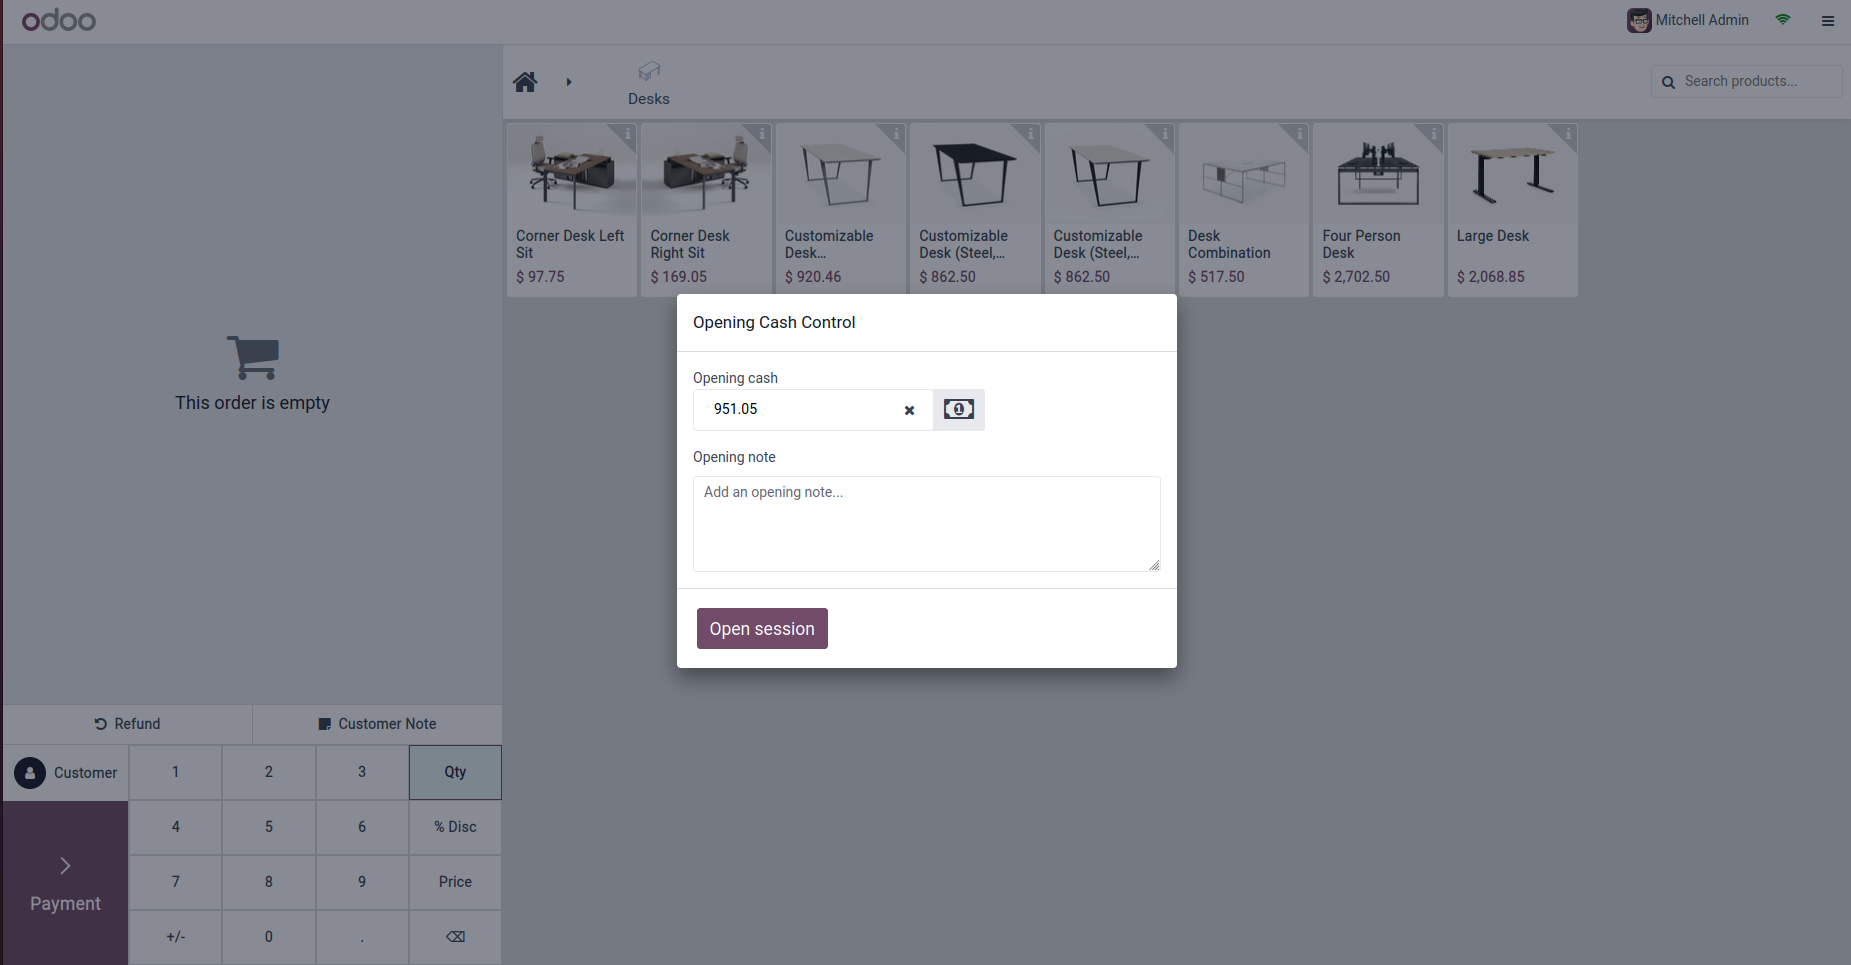 odoo
Mitchell Admin
Desks
Search products...
Corner Desk Left
Sit
$ 97.75
Corner Desk
Right Sit
$ 169.05
Customizable
Desk...
$ 920.46
Customizable
Desk (Steel,...
$ 862.50
Customizable
Desk (Steel,...
$ 862.50
Desk
Combination
$ 517.50
Four Person
Desk
$ 2,702.50
Large Desk
$ 2,068.85
This order is empty
Opening Cash Control
Opening cash
951.05
Opening note
Add an opening note...
Open session
Refund
Customer Note
Customer
1 2 3 Qty
4 5 6 % Disc
7 8 9 Price
Payment
+/- 0 . ⌫